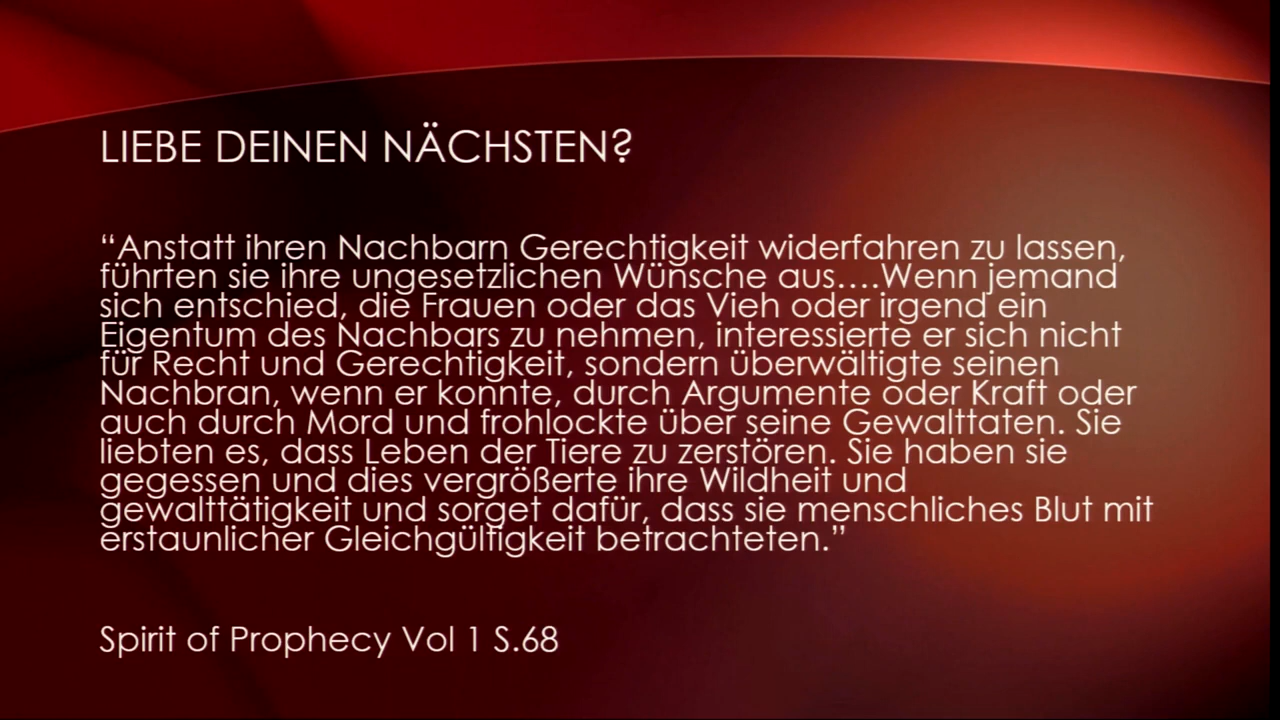 LIEBE DEINEN NÄCHSTEN?
“Anstatt ihren Nachbarn Gerechtigkeit widerfahren zu lassen,
führten sie ihre ungesetzlichen Wünsche aus….Wenn jemand
sich entschied, die Frauen oder das Vieh oder irgend ein
Eigentum des Nachbars zu nehmen, interessierte er sich nicht
für Recht und Gerechtigkeit, sondern überwältigte seinen
Nachbran, wenn er konnte, durch Argumente oder Kraft oder
auch durch Mord und frohlockte über seine Gewalttaten. Sie
liebten es, dass Leben der Tiere zu zerstören. Sie haben sie
gegessen und dies vergrößerte ihre Wildheit und
gewalttätigkeit und sorget dafür, dass sie menschliches Blut mit
erstaunlicher Gleichgültigkeit betrachteten.”
Spirit of Prophecy Vol 1 S.68